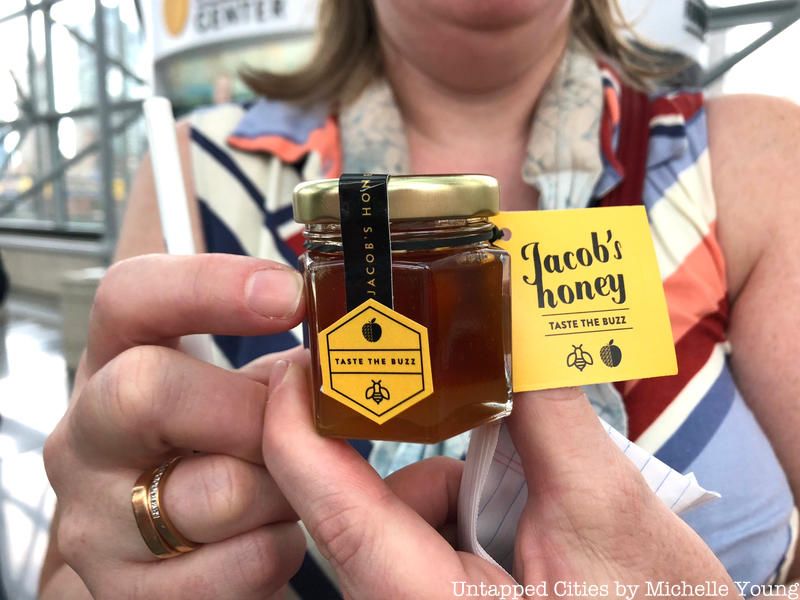 CENTER
JACOB'S HON
TASTE THE BUZZ
Jacob's
honey
TASTE THE BUZZ
Untapped Cities by Michelle Young